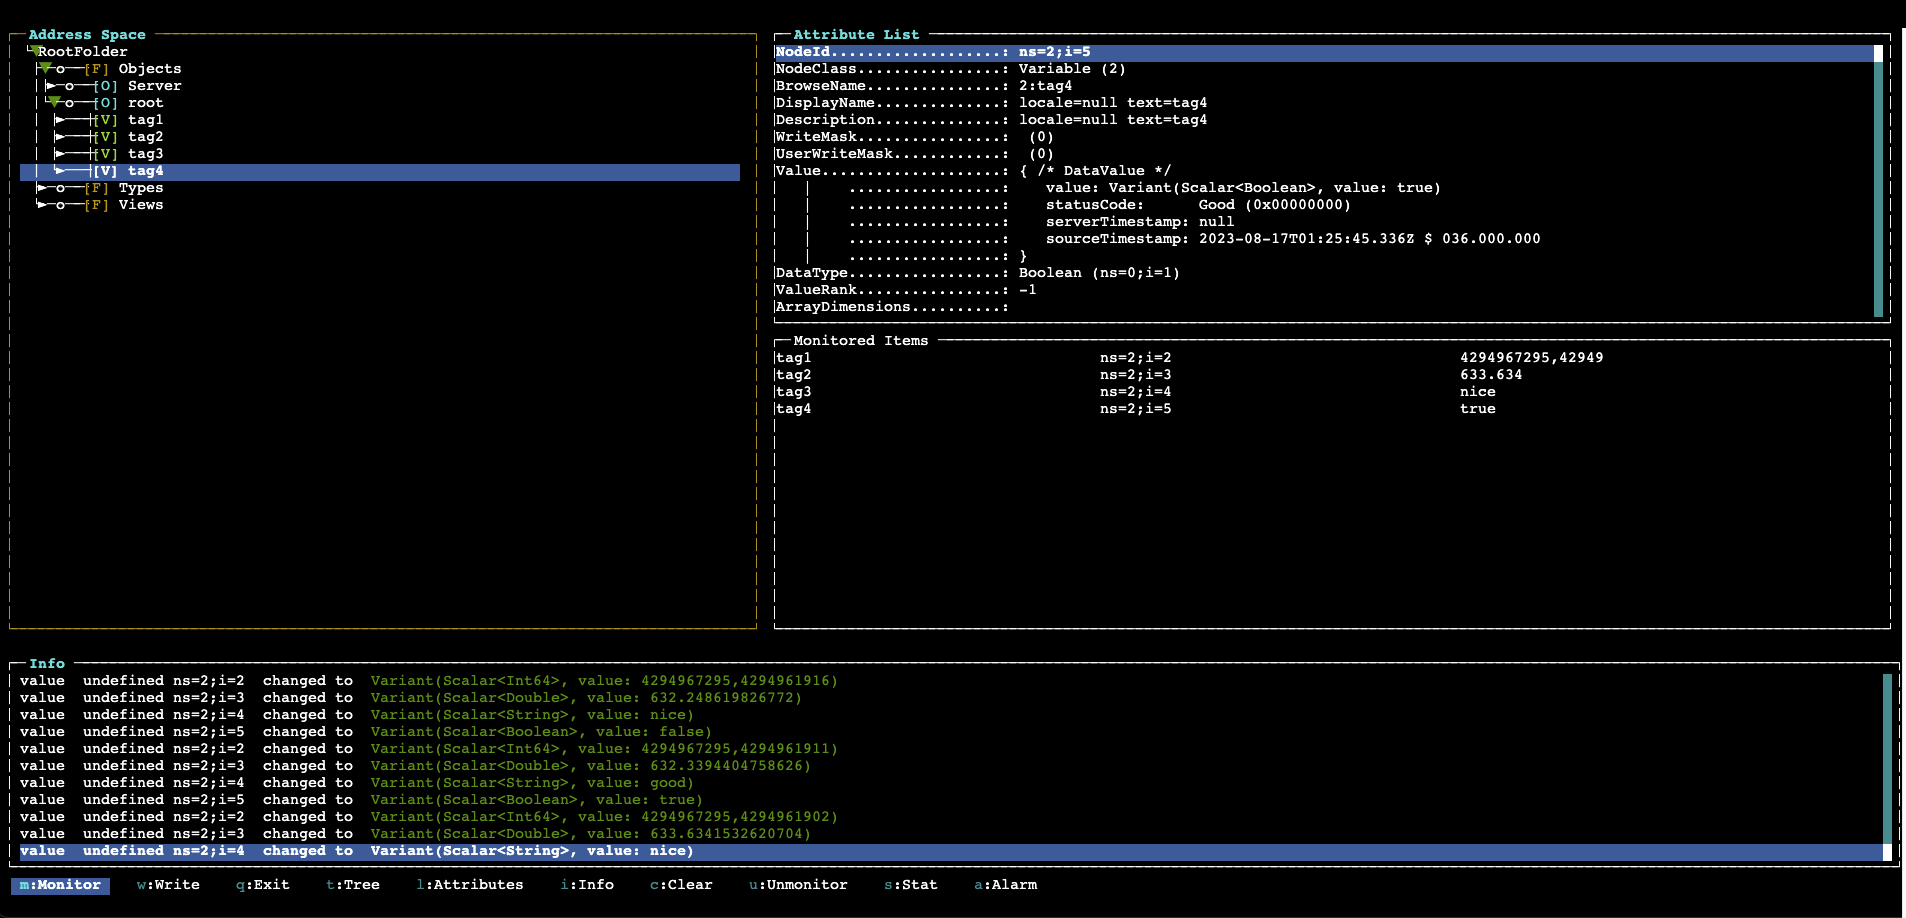 Address Space
RootFolder
[F] Objects
[O] Server
[O] root
[V] tag1
[V] tag2
[V] tag3
[V] tag4
[F] Types
[F] Views
Attribute List
NodeId...................: ns=2;i=5
NodeClass................: Variable (2)
BrowseName...............: 2:tag4
DisplayName..............: locale=null text=tag4
Description..............: locale=null text=tag4
WriteMask................: (0)
UserWriteMask............: (0)
Value....................: { /* DataValue */
.................: value: Variant(Scalar<Boolean>, value: true)
.................: statusCode: Good (0x00000000)
.................: serverTimestamp: null
.................: sourceTimestamp: 2023-08-17T01:25:45.336Z $ 036.000.000
.................: }
DataType.................: Boolean (ns=0;i=1)
ValueRank................: -1
ArrayDimensions..........:
Monitored Items
tag1 ns=2;i=2 4294967295,42949
tag2 ns=2;i=3 633.634
tag3 ns=2;i=4 nice
tag4 ns=2;i=5 true
Info
value undefined ns=2;i=2 changed to Variant(Scalar<Int64>, value: 4294967295,4294961916)
value undefined ns=2;i=3 changed to Variant(Scalar<Double>, value: 632.248619826772)
value undefined ns=2;i=4 changed to Variant(Scalar<String>, value: nice)
value undefined ns=2;i=5 changed to Variant(Scalar<Boolean>, value: false)
value undefined ns=2;i=2 changed to Variant(Scalar<Int64>, value: 4294967295,4294961911)
value undefined ns=2;i=3 changed to Variant(Scalar<Double>, value: 632.3394404758626)
value undefined ns=2;i=4 changed to Variant(Scalar<String>, value: good)
value undefined ns=2;i=5 changed to Variant(Scalar<Boolean>, value: true)
value undefined ns=2;i=2 changed to Variant(Scalar<Int64>, value: 4294967295,4294961902)
value undefined ns=2;i=3 changed to Variant(Scalar<Double>, value: 633.6341532620704)
value undefined ns=2;i=4 changed to Variant(Scalar<String>, value: nice)
m:Monitor w:Write q:Exit t:Tree l:Attributes i:Info c:Clear u:Unmonitor s:Stat a:Alarm